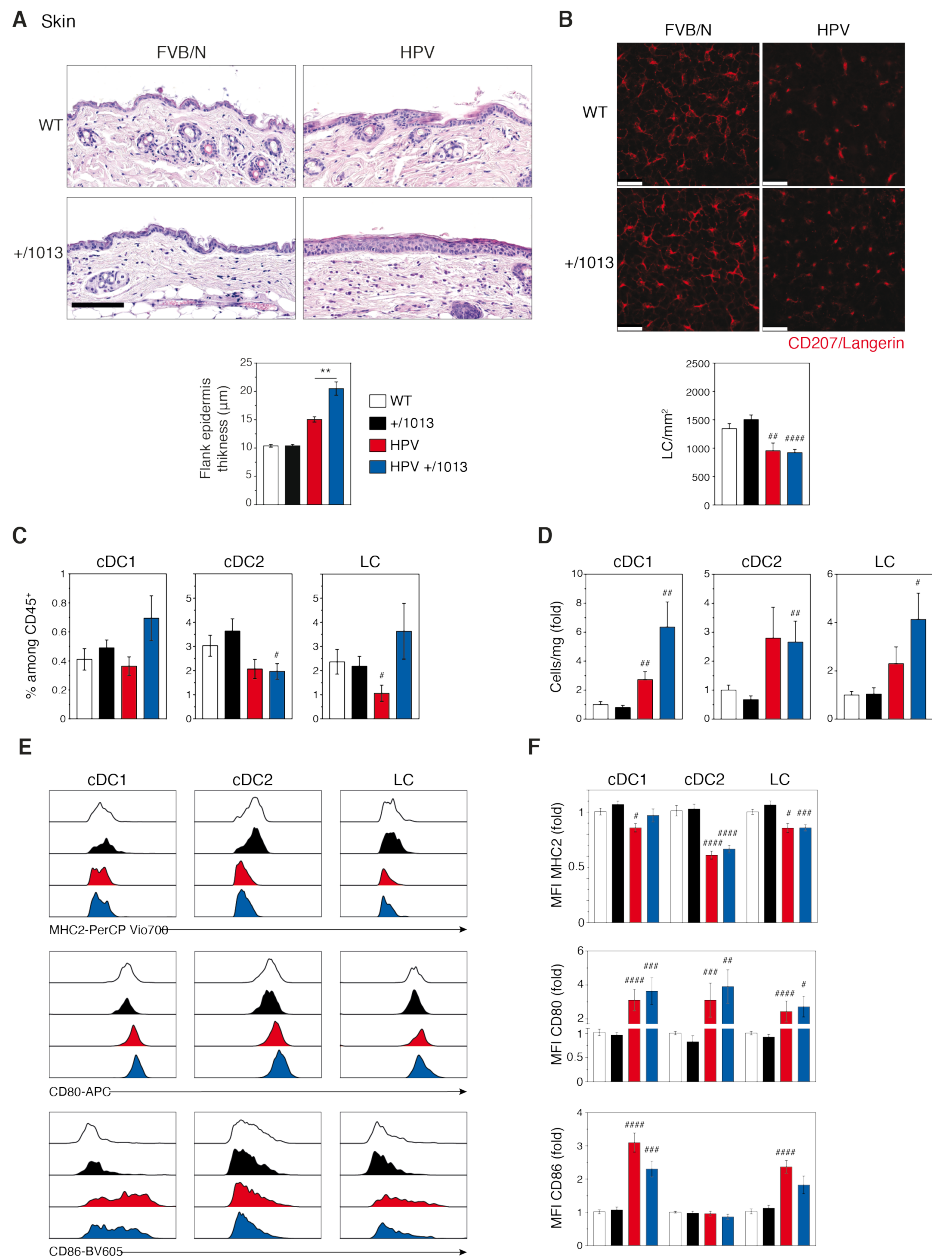 A Skin
FVB/N HPV
WT
+/1013
Flank epidermis
thikness (µm)
25
20
15
10
5
0
**
WT
+/1013
HPV
HPV +/1013
B
FVB/N HPV
WT
+/1013
CD207/Langerin
LC/mm²
2500
2000
1500
1000
500
0
## ####
C
cDC1 cDC2 LC
% among CD45⁺
1
0.8
0.6
0.4
0.2
0
5
4
3
2
1
0
#
5
4
3
2
1
0
#
D
cDC1 cDC2 LC
Cells/mg (fold)
10
8
6
4
2
0
## ##
5
4
3
2
1
0
##
6
4
2
0
#
E
cDC1 cDC2 LC
MHC2-PerCP Vio700
CD80-APC
CD86-BV605
F
cDC1 cDC2 LC
MFI MHC2 (fold)
1
0.5
0
# #### #### # ###
MFI CD80 (fold)
6
4
2
1
0.5
0
#### ### ### ## #### #
MFI CD86 (fold)
4
3
2
1
0
#### ### ####